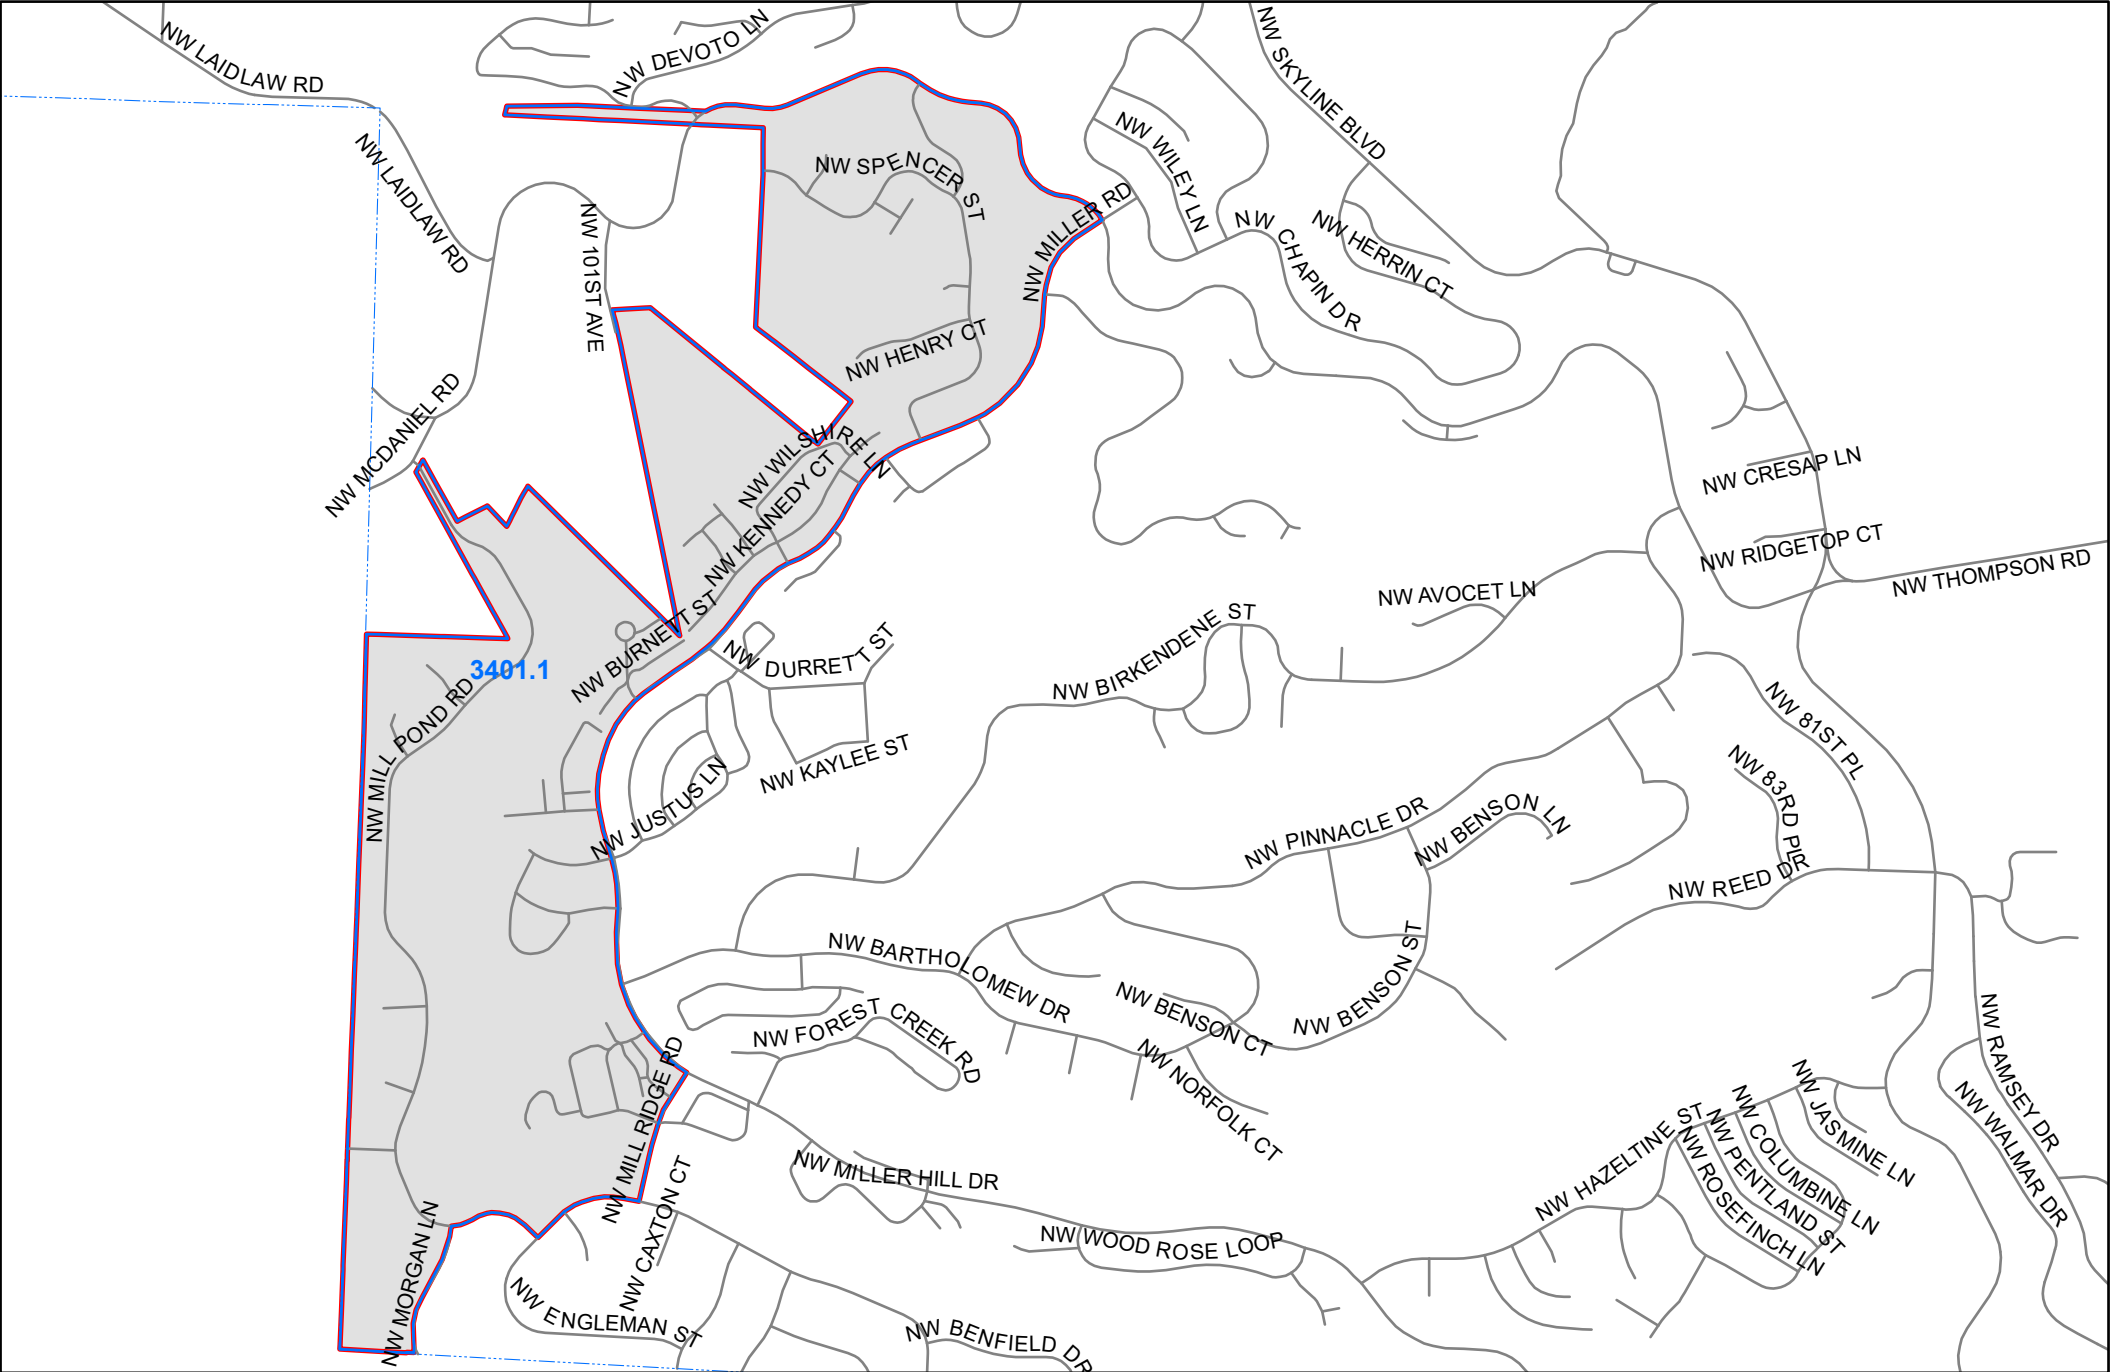 NW LAIDLAW RD
NW DEVOTO LN
NW SKYLINE BLVD
NW LAIDLAW RD
NW SPENCER ST
NW WILEY LN
NW MILLER RD
NW 101ST AVE
NW CHAPIN DR
NW HERRIN CT
NW HENRY CT
NW MCDANIEL RD
NW WILSHIRE LN
NW KENNEDY CT
NW CRESAP LN
NW RIDGETOP CT
NW THOMPSON RD
NW BURNETT ST
NW AVOCET LN
NW BIRKENDENE ST
NW DURRETT ST
3401.1
NW MILL POND RD
NW KAYLEE ST
NW JUSTUS LN
NW 81ST PL
NW 83RD PL
NW PINNACLE DR
NW BENSON LN
NW REED DR
NW BARTHOLOMEW DR
NW BENSON CT
NW BENSON ST
NW FOREST CREEK RD
NW NORFOLK CT
NW MILL RIDGE RD
NW RAMSEY DR
NW WALMAR DR
NW JASMINE LN
NW COLUMBINE LN
NW PENTLAND ST
NW ROSEFINCH LN
NW HAZELTINE ST
NW MILLER HILL DR
NW CAXTON CT
NW WOOD ROSE LOOP
NW MORGAN LN
NW ENGLEMAN ST
NW BENFIELD DR